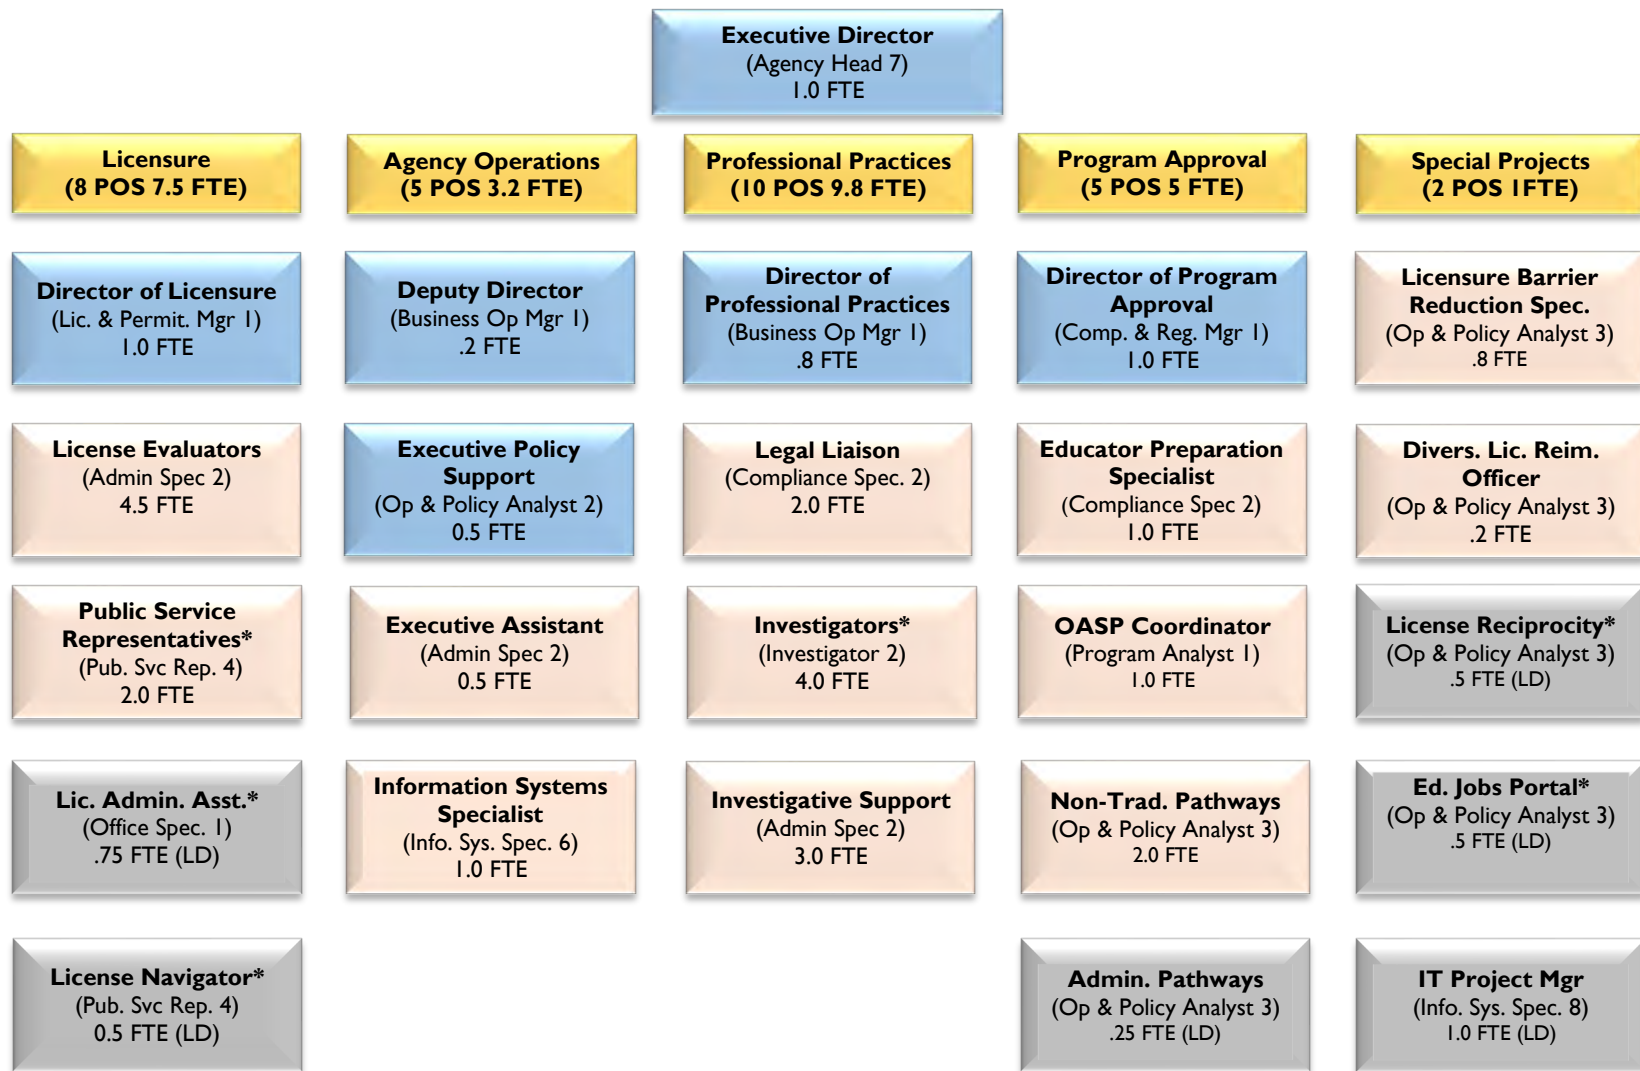 Executive Director
(Agency Head 7)
1.0 FTE
Licensure
(8 POS 7.5 FTE)
Agency Operations
(5 POS 3.2 FTE)
Professional Practices
(10 POS 9.8 FTE)
Program Approval
(5 POS 5 FTE)
Special Projects
(2 POS 1FTE)
Director of Licensure
(Lic. & Permit. Mgr 1)
1.0 FTE
Deputy Director
(Business Op Mgr 1)
.2 FTE
Director of
Professional Practices
(Business Op Mgr 1)
.8 FTE
Director of Program
Approval
(Comp. & Reg. Mgr 1)
1.0 FTE
Licensure Barrier
Reduction Spec.
(Op & Policy Analyst 3)
.8 FTE
License Evaluators
(Admin Spec 2)
4.5 FTE
Executive Policy
Support
(Op & Policy Analyst 2)
0.5 FTE
Legal Liaison
(Compliance Spec. 2)
2.0 FTE
Educator Preparation
Specialist
(Compliance Spec 2)
1.0 FTE
Divers. Lic. Reim.
Officer
(Op & Policy Analyst 3)
.2 FTE
Public Service
Representatives*
(Pub. Svc Rep. 4)
2.0 FTE
Executive Assistant
(Admin Spec 2)
0.5 FTE
Investigators*
(Investigator 2)
4.0 FTE
OASP Coordinator
(Program Analyst 1)
1.0 FTE
License Reciprocity*
(Op & Policy Analyst 3)
.5 FTE (LD)
Lic. Admin. Asst.*
(Office Spec. 1)
.75 FTE (LD)
Information Systems
Specialist
(Info. Sys. Spec. 6)
1.0 FTE
Investigative Support
(Admin Spec 2)
3.0 FTE
Non-Trad. Pathways
(Op & Policy Analyst 3)
2.0 FTE
Ed. Jobs Portal*
(Op & Policy Analyst 3)
.5 FTE (LD)
License Navigator*
(Pub. Svc Rep. 4)
0.5 FTE (LD)
Admin. Pathways
(Op & Policy Analyst 3)
.25 FTE (LD)
IT Project Mgr
(Info. Sys. Spec. 8)
1.0 FTE (LD)